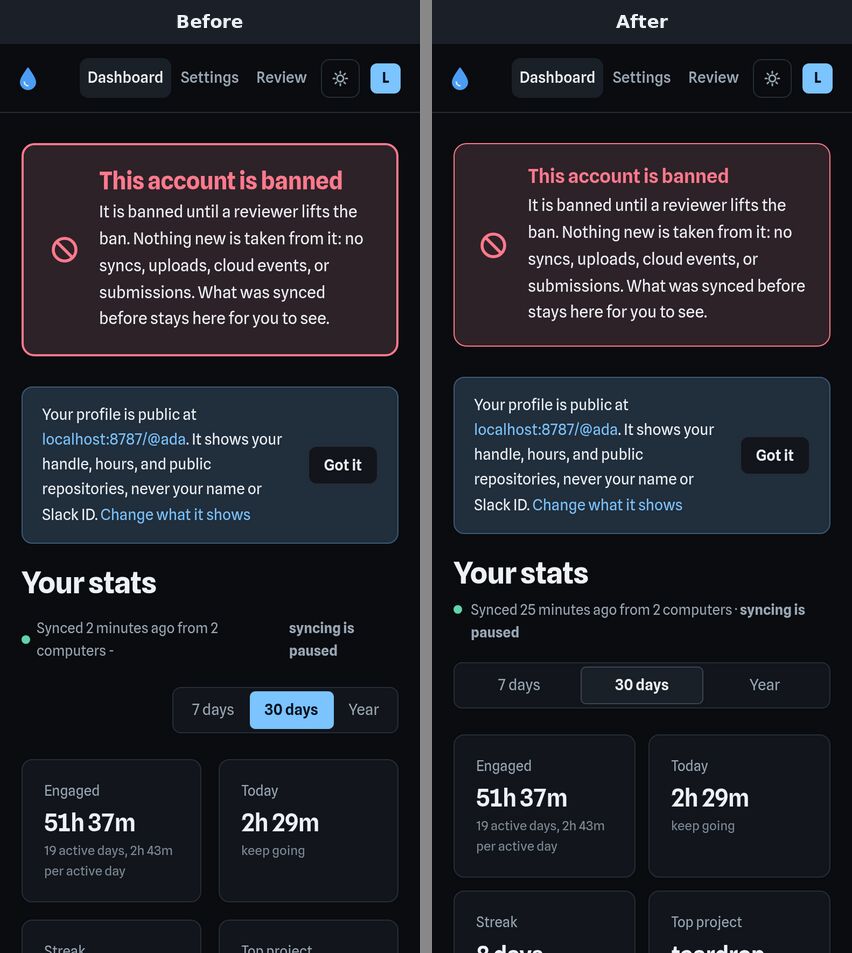 Before
Dashboard Settings Review L
This account is banned
It is banned until a reviewer lifts the
ban. Nothing new is taken from it: no
syncs, uploads, cloud events, or
submissions. What was synced
before stays here for you to see.
Your profile is public at
localhost:8787/@ada. It shows your
handle, hours, and public
repositories, never your name or
Slack ID. Change what it shows
Got it
Your stats
Synced 2 minutes ago from 2
computers -
syncing is
paused
7 days 30 days Year
Engaged
51h 37m
19 active days, 2h 43m
per active day
Today
2h 29m
keep going
Streak
Top project
After
Dashboard Settings Review L
This account is banned
It is banned until a reviewer lifts the
ban. Nothing new is taken from it: no
syncs, uploads, cloud events, or
submissions. What was synced before
stays here for you to see.
Your profile is public at
localhost:8787/@ada. It shows your
handle, hours, and public
repositories, never your name or
Slack ID. Change what it shows
Got it
Your stats
Synced 25 minutes ago from 2 computers · syncing is
paused
7 days 30 days Year
Engaged
51h 37m
19 active days, 2h 43m
per active day
Today
2h 29m
keep going
Streak
8 days
Top project
teardrop